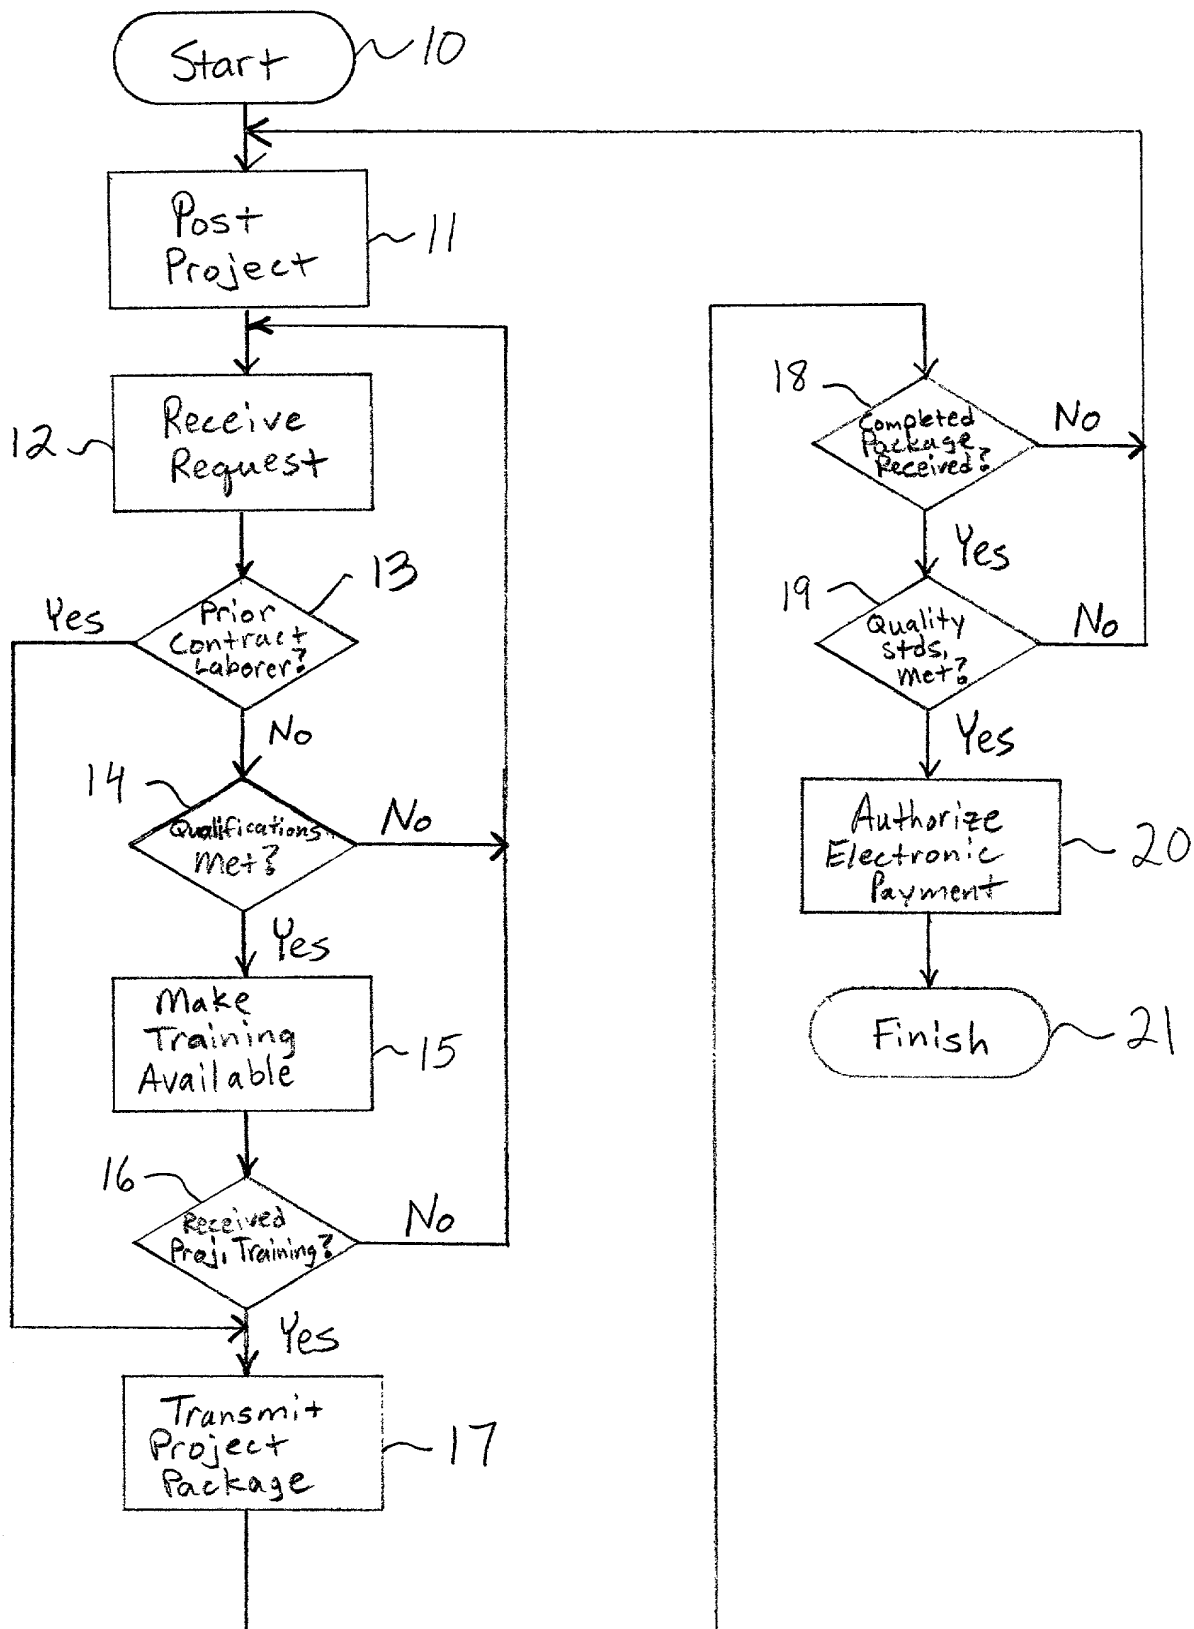 Start
10
Post
Project
11
Receive
Request
12
Prior
Contract
Laborer?
13
Yes
No
Qualifications
Met?
14
No
Yes
Make
Training
Available
15
Received
Proj. Training?
16
No
Yes
Transmit
Project
Package
17
Completed
Package
Received?
18
No
Yes
Quality
Stds.
Met?
19
No
Yes
Authorize
Electronic
Payment
20
Finish
21